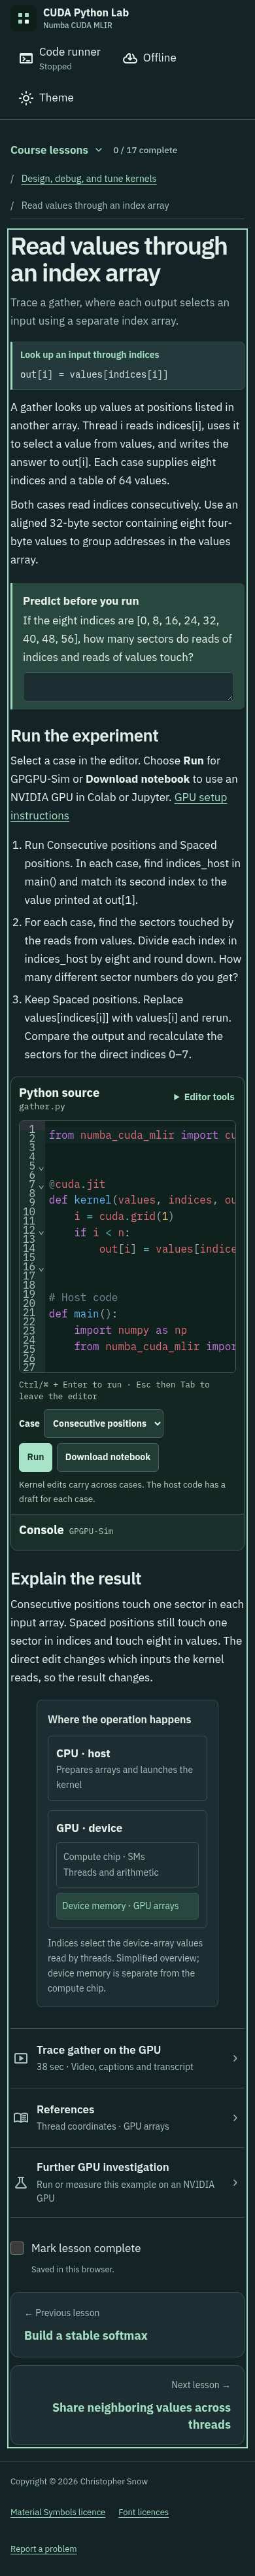 CUDA Python Lab
Numba CUDA MLIR
Code runner
Stopped
Offline
Theme
Course lessons
0 / 17 complete
/ Design, debug, and tune kernels
/ Read values through an index array
Read values through
an index array
Trace a gather, where each output selects an
input using a separate index array.
Look up an input through indices
out[i] = values[indices[i]]
A gather looks up values at positions listed in
another array. Thread i reads indices[i], uses it
to select a value from values, and writes the
answer to out[i]. Each case supplies eight
indices and a table of 64 values.
Both cases read indices consecutively. Use an
aligned 32-byte sector containing eight four-
byte values to group addresses in the values
array.
Predict before you run
If the eight indices are [0, 8, 16, 24, 32,
40, 48, 56], how many sectors do reads of
indices and reads of values touch?
Run the experiment
Select a case in the editor. Choose Run for
GPGPU-Sim or Download notebook to use an
NVIDIA GPU in Colab or Jupyter. GPU setup
instructions
1. Run Consecutive positions and Spaced
positions. In each case, find indices_host in
main() and match its second index to the
value printed at out[1].
2. For each case, find the sectors touched by
the reads from values. Divide each index in
indices_host by eight and round down. How
many different sector numbers do you get?
3. Keep Spaced positions. Replace
values[indices[i]] with values[i] and rerun.
Compare the output and recalculate the
sectors for the direct indices 0–7.
Python source
gather.py
Editor tools
1
2
3
4
5
6
7
8
9
10
11
12
13
14
15
16
17
18
19
20
21
22
23
24
25
26
27
from numba_cuda_mlir import cu
@cuda.jit
def kernel(values, indices, ou
i = cuda.grid(1)
if i < n:
out[i] = values[indice
# Host code
def main():
import numpy as np
from numba_cuda_mlir impor
Ctrl/⌘ + Enter to run · Esc then Tab to
leave the editor
Case Consecutive positions
Run Download notebook
Kernel edits carry across cases. The host code has a
draft for each case.
Console GPGPU-Sim
Explain the result
Consecutive positions touch one sector in each
input array. Spaced positions still touch one
sector in indices and touch eight in values. The
direct edit changes which inputs the kernel
reads, so the result changes.
Where the operation happens
CPU · host
Prepares arrays and launches the
kernel
GPU · device
Compute chip · SMs
Threads and arithmetic
Device memory · GPU arrays
Indices select the device-array values
read by threads. Simplified overview;
device memory is separate from the
compute chip.
Trace gather on the GPU
38 sec · Video, captions and transcript
References
Thread coordinates · GPU arrays
Further GPU investigation
Run or measure this example on an NVIDIA
GPU
Mark lesson complete
Saved in this browser.
← Previous lesson
Build a stable softmax
Next lesson →
Share neighboring values across
threads
Copyright © 2026 Christopher Snow
Material Symbols licence Font licences
Report a problem